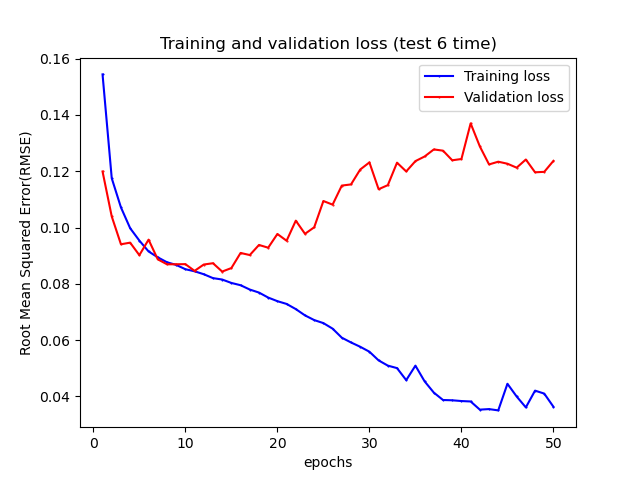 Training and validation loss (test 6 time)
Training loss
Validation loss
Root Mean Squared Error(RMSE)
0.16
0.14
0.12
0.10
0.08
0.06
0.04
0 10 20 30 40 50
epochs